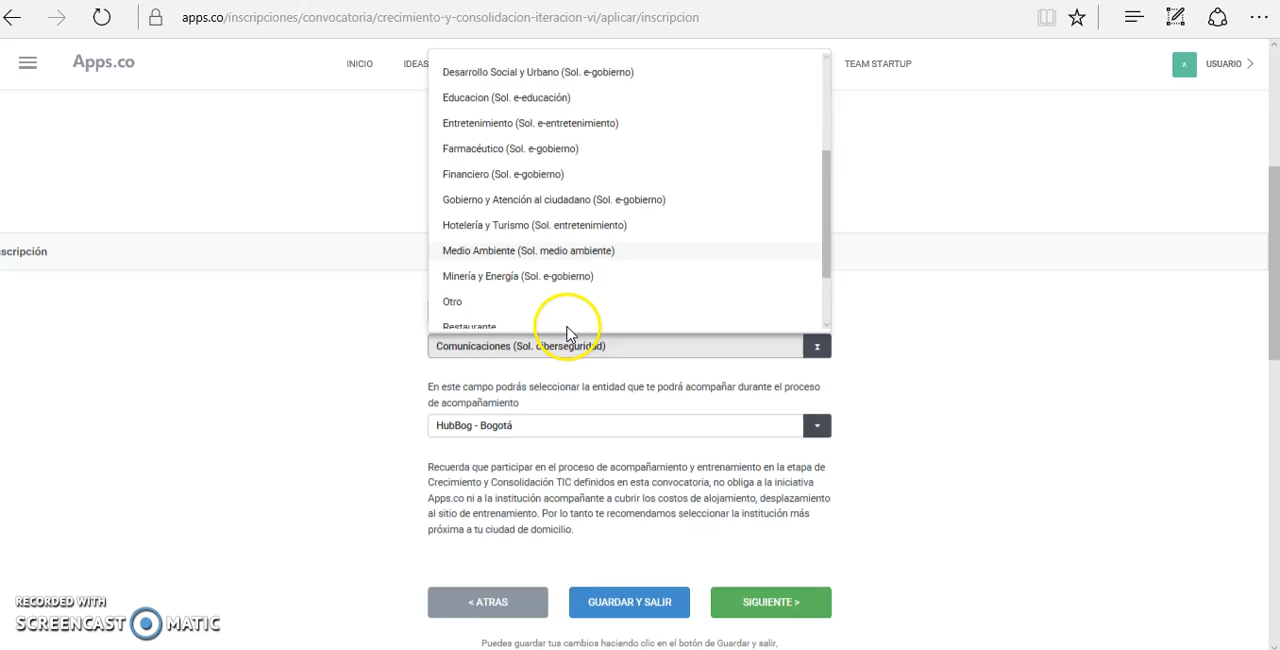 apps.co/inscripciones/convocatoria/crecimiento-y-consolidacion-iteracion-vi/aplicar/inscripcion
Apps.co
INICIO
IDEAS
TEAM STARTUP
USUARIO
Desarrollo Social y Urbano (Sol. e-gobierno)
Educacion (Sol. e-educación)
Entretenimiento (Sol. e-entretenimiento)
Farmacéutico (Sol. e-gobierno)
Financiero (Sol. e-gobierno)
Gobierno y Atención al ciudadano (Sol. e-gobierno)
Hotelería y Turismo (Sol. entretenimiento)
scripción
Medio Ambiente (Sol. medio ambiente)
Minería y Energía (Sol. e-gobierno)
Otro
Restaurante
Comunicaciones (Sol. ciberseguridad)
En este campo podrás seleccionar la entidad que te podrá acompañar durante el proceso
de acompañamiento
HubBog - Bogotá
Recuerda que participar en el proceso de acompañamiento y entrenamiento en la etapa de
Crecimiento y Consolidación TIC definidos en esta convocatoria, no obliga a la iniciativa
Apps.co ni a la institución acompañante a cubrir los costos de alojamiento, desplazamiento
al sitio de entrenamiento. Por lo tanto te recomendamos seleccionar la institución más
próxima a tu ciudad de domicilio.
< ATRAS
GUARDAR Y SALIR
SIGUIENTE >
Puedes guardar tus cambios haciendo clic en el botón de Guardar y salir,
RECORDED WITH
SCREENCAST MATIC